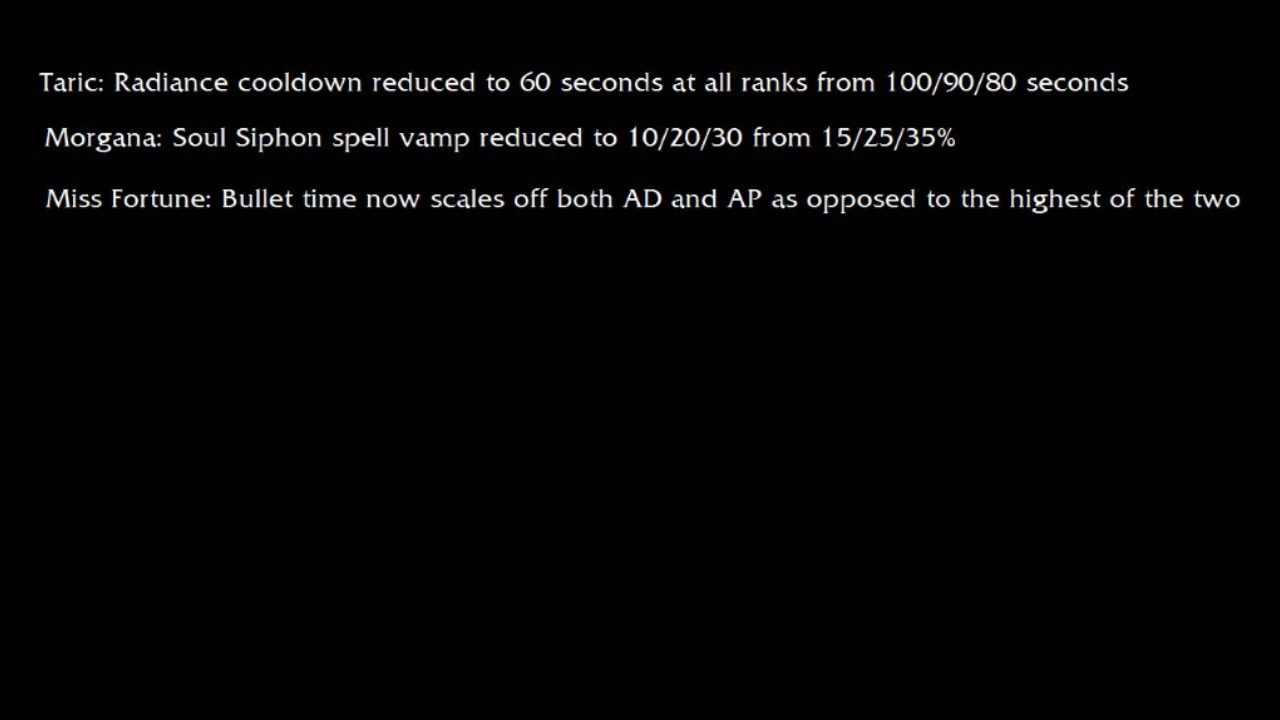 Taric: Radiance cooldown reduced to 60 seconds at all ranks from 100/90/80 seconds
Morgana: Soul Siphon spell vamp reduced to 10/20/30 from 15/25/35%
Miss Fortune: Bullet time now scales off both AD and AP as opposed to the highest of the two